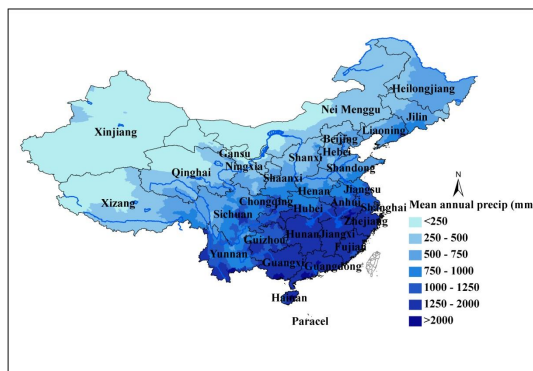 Heilongjiang
Nei Menggu
Jilin
Liaoning
Xinjiang
Beijing
Hebei
Gansu
Shanxi
Ningxia
Shandong
Qinghai
Shaanxi
Henan
Jiangsu
Xizang
Chongqing
Anhui
Shanghai
Hubei
Sichuan
Zhejiang
Hunan
Jiangxi
Guizhou
Fujian
Yunnan
Guangxi
Guangdong
Hainan
Paracel
N
Mean annual precip (mm
<250
250 - 500
500 - 750
750 - 1000
1000 - 1250
1250 - 2000
>2000